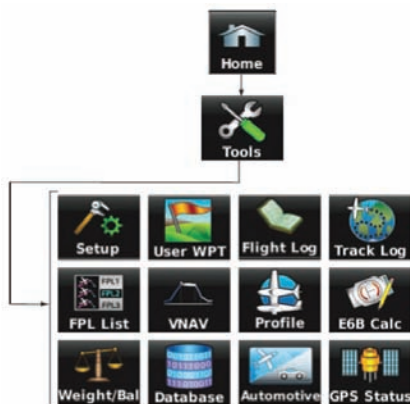 Home
Tools
Setup User WPT Flight Log Track Log
FPL1
FPL2
FPL3
FPL List VNAV Profile E6B Calc
Weight/Bal Database Automotive GPS Status